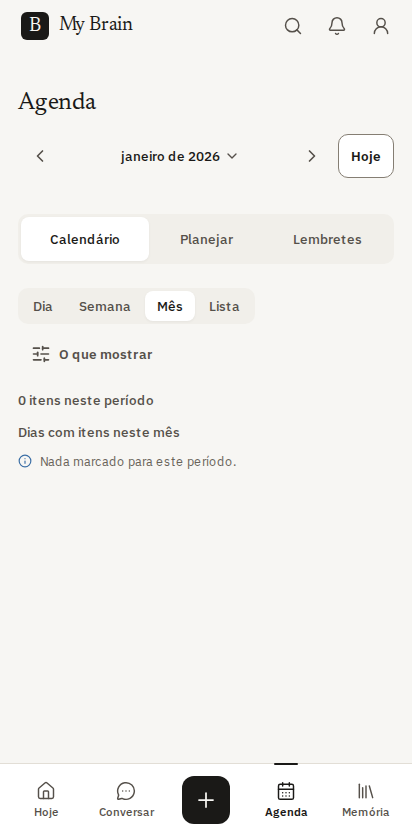 B My Brain
Agenda
janeiro de 2026
Hoje
Calendário Planejar Lembretes
Dia Semana Mês Lista
O que mostrar
0 itens neste período
Dias com itens neste mês
Nada marcado para este período.
Hoje Conversar Agenda Memória